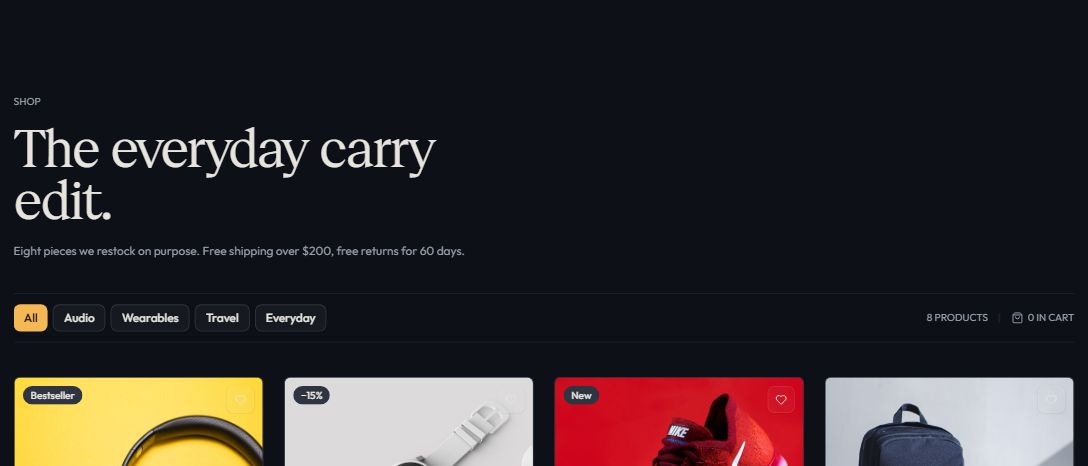 SHOP
The everyday carry
edit.
Eight pieces we restock on purpose. Free shipping over $200, free returns for 60 days.
All Audio Wearables Travel Everyday 8 PRODUCTS 0 IN CART
Bestseller −15% New
NIKE